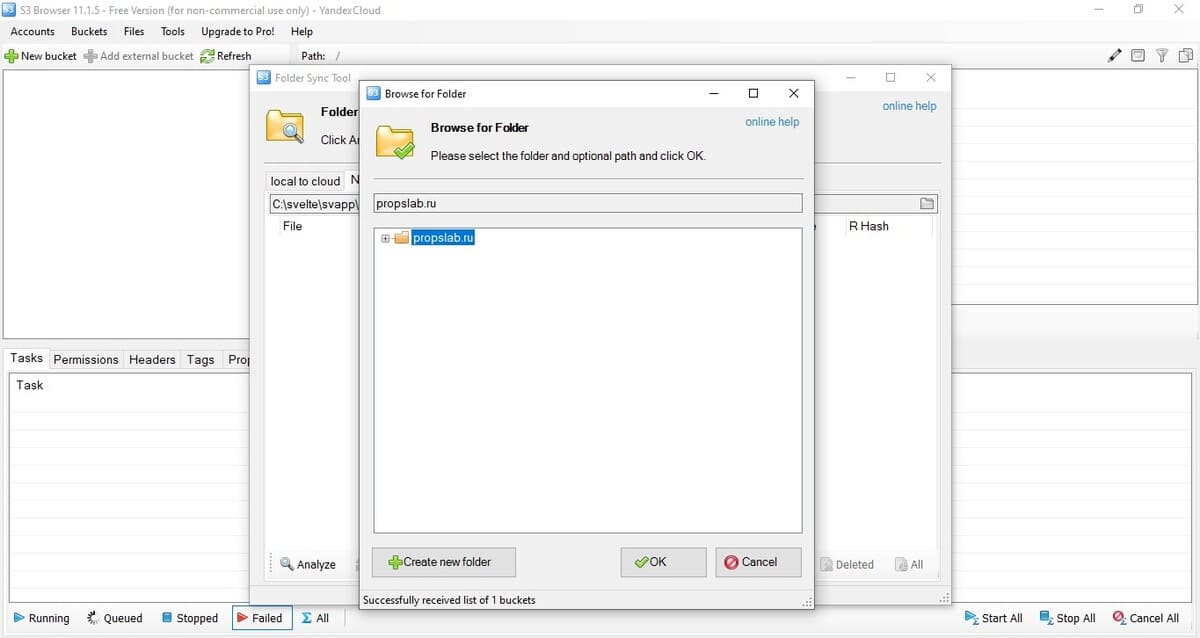 S3 Browser 11.1.5 - Free Version (for non-commercial use only) - YandexCloud
Accounts Buckets Files Tools Upgrade to Pro! Help
New bucket Add external bucket Refresh Path: /
Folder Sync Tool
online help
Folder
Click An
Browse for Folder
Browse for Folder
online help
Please select the folder and optional path and click OK.
local to cloud N
C:\svelte\svapp\
propslab.ru
File R Hash
propslab.ru
Tasks Permissions Headers Tags Prop
Task
Analyze Deleted All
Create new folder OK Cancel
Successfully received list of 1 buckets
Running Queued Stopped Failed All Start All Stop All Cancel All